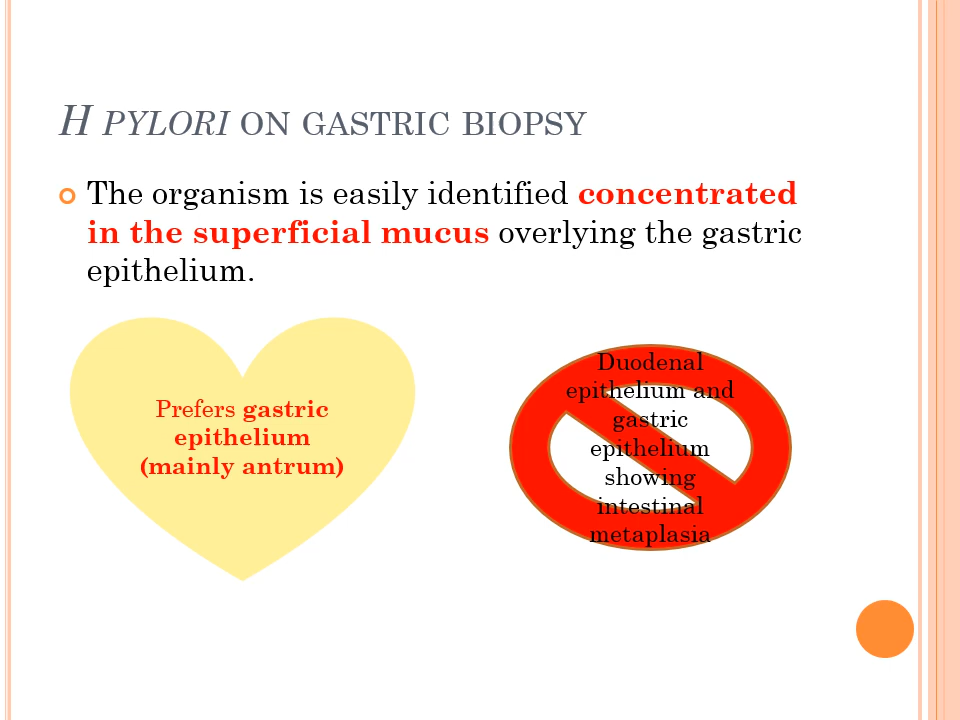 H PYLORI ON GASTRIC BIOPSY
The organism is easily identified concentrated
in the superficial mucus overlying the gastric
epithelium.
Prefers gastric
epithelium
(mainly antrum)
Duodenal
epithelium and
gastric
epithelium
showing
intestinal
metaplasia